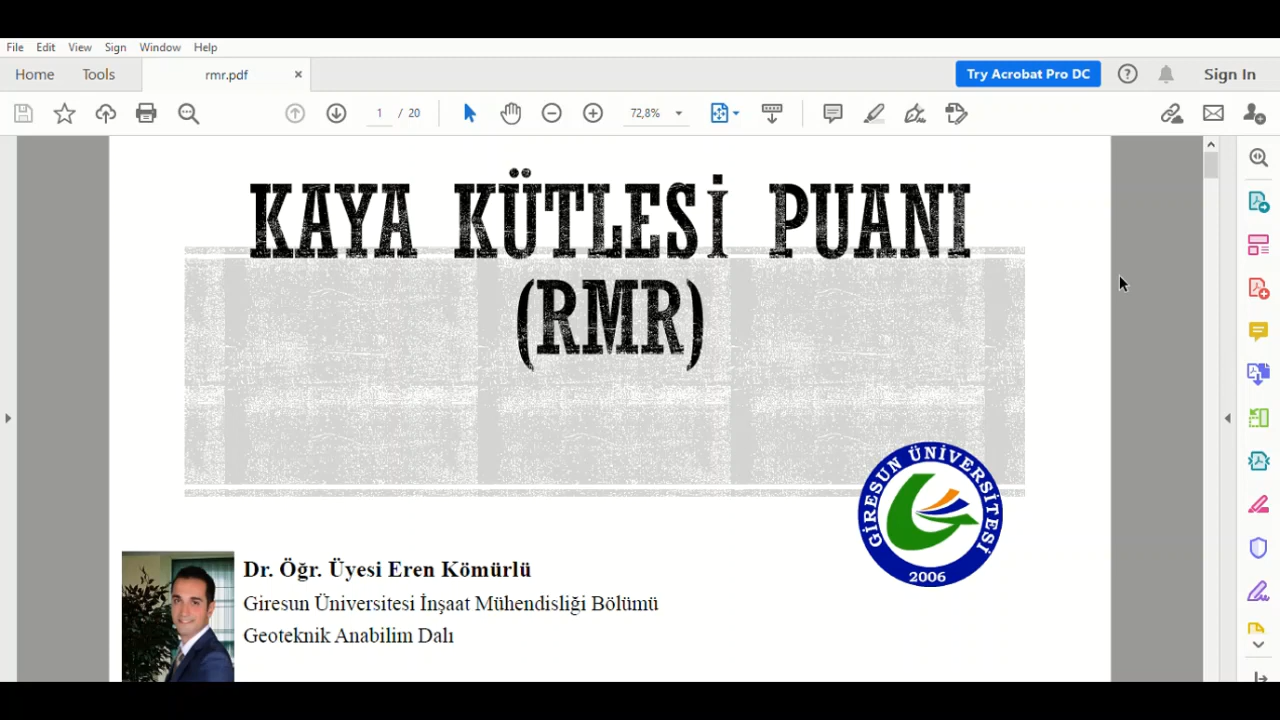 File Edit View Sign Window Help
Home Tools rmr.pdf × Try Acrobat Pro DC Sign In
1 / 20 72,8%
KAYA KÜTLESİ PUANI
(RMR)
GİRESUN ÜNİVERSİTESİ
2006
Dr. Öğr. Üyesi Eren Kömürlü
Giresun Üniversitesi İnşaat Mühendisliği Bölümü
Geoteknik Anabilim Dalı